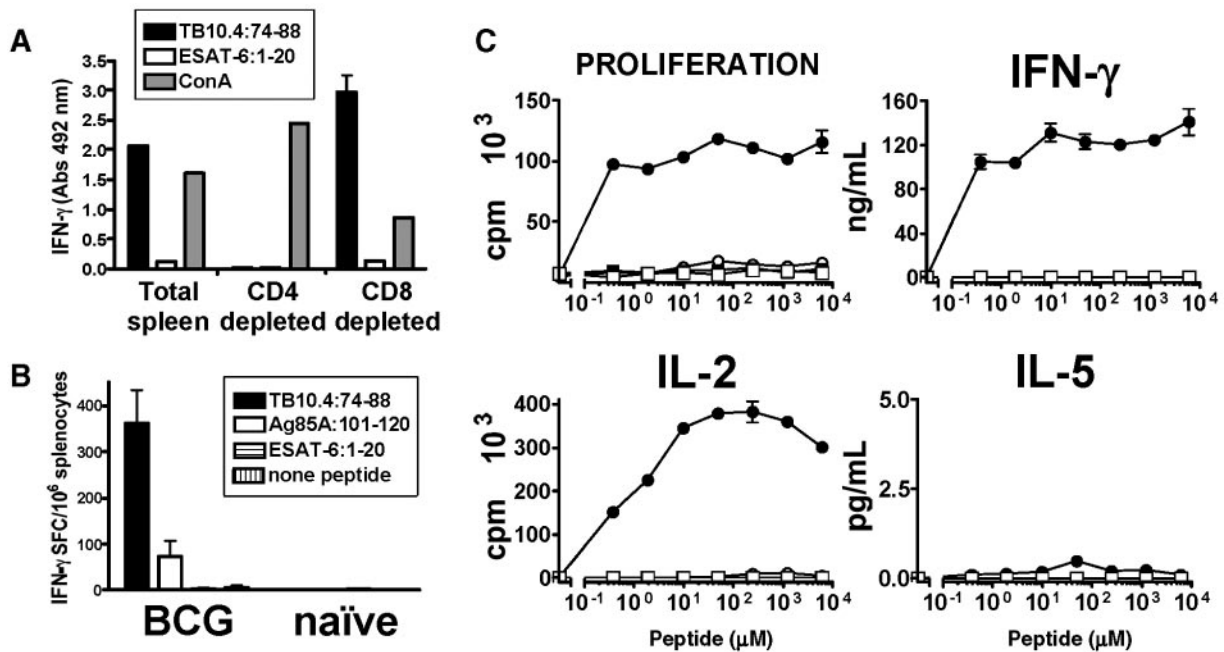 A
TB10.4:74-88
ESAT-6:1-20
ConA
IFN-γ (Abs 492 nm)
3.5
3.0
2.5
2.0
1.5
1.0
0.5
0.0
Total spleen
CD4 depleted
CD8 depleted
B
TB10.4:74-88
Ag85A:101-120
ESAT-6:1-20
none peptide
IFN-γ SFC/10⁶ splenocytes
400
300
200
100
0
BCG
naïve
C
PROLIFERATION
cpm 10³
150
100
50
10⁻¹ 10⁰ 10¹ 10² 10³ 10⁴
IFN-γ
ng/mL
160
120
80
40
0
10⁻¹ 10⁰ 10¹ 10² 10³ 10⁴
IL-2
cpm 10³
400
300
200
100
0
10⁻¹ 10⁰ 10¹ 10² 10³ 10⁴
Peptide (μM)
IL-5
pg/mL
5.0
2.5
0.0
10⁻¹ 10⁰ 10¹ 10² 10³ 10⁴
Peptide (μM)